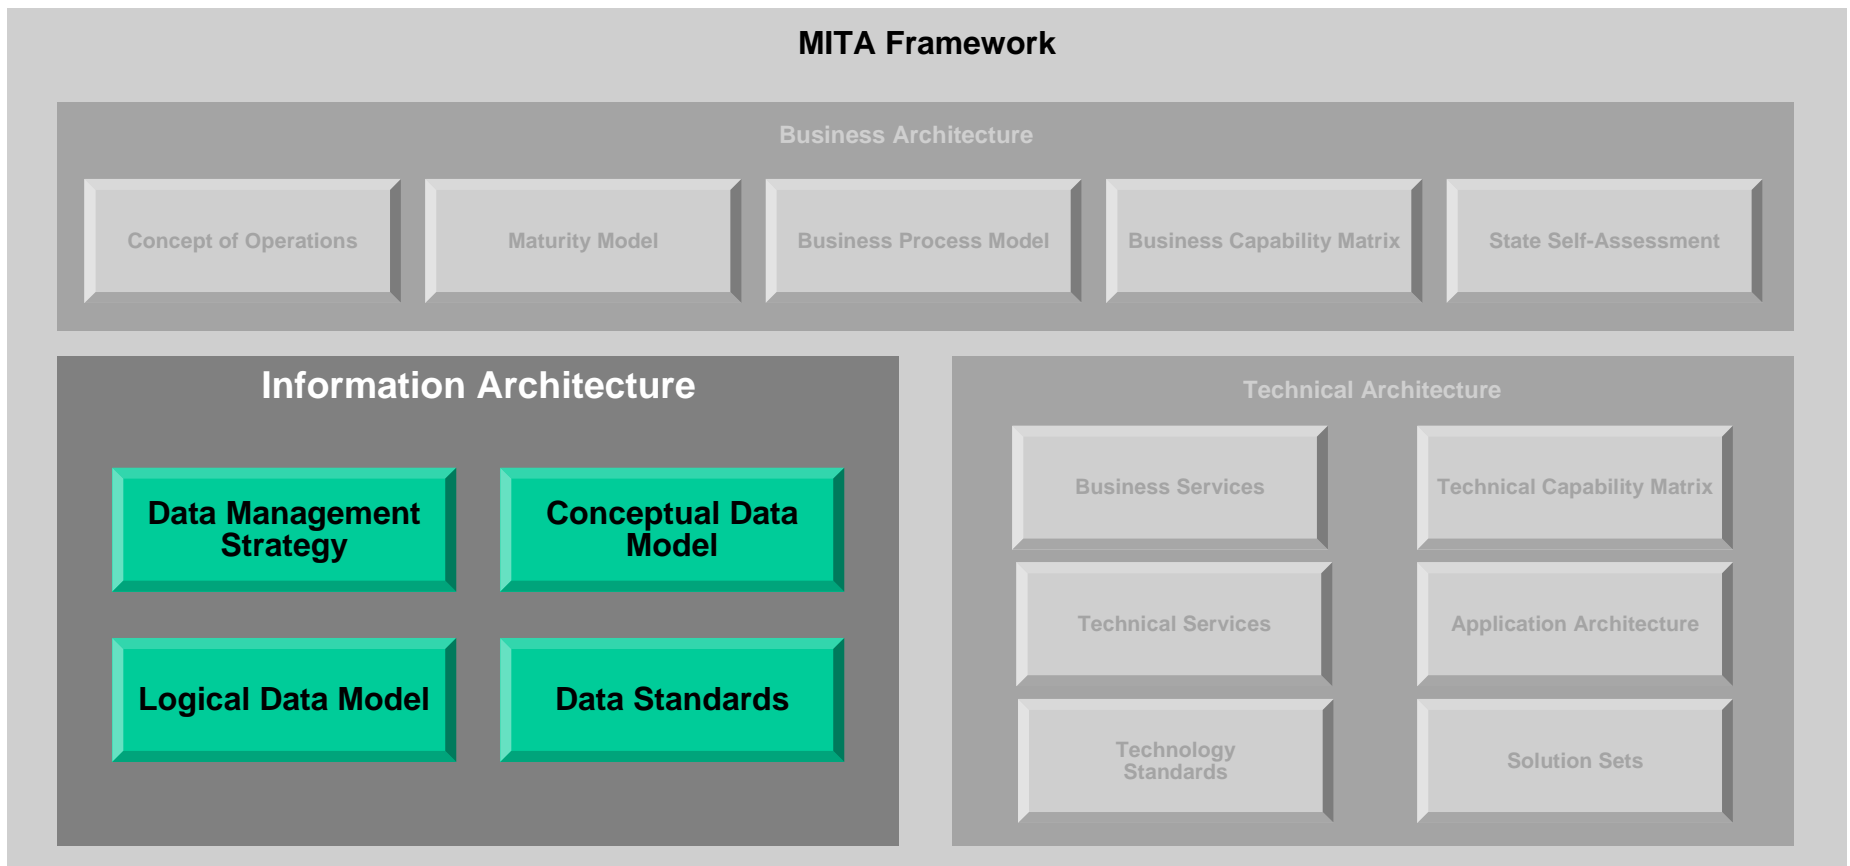 MITA Framework
Business Architecture
Concept of Operations
Maturity Model
Business Process Model
Business Capability Matrix
State Self-Assessment
Information Architecture
Data Management
Strategy
Conceptual Data
Model
Logical Data Model
Data Standards
Technical Architecture
Business Services
Technical Capability Matrix
Technical Services
Application Architecture
Technology
Standards
Solution Sets